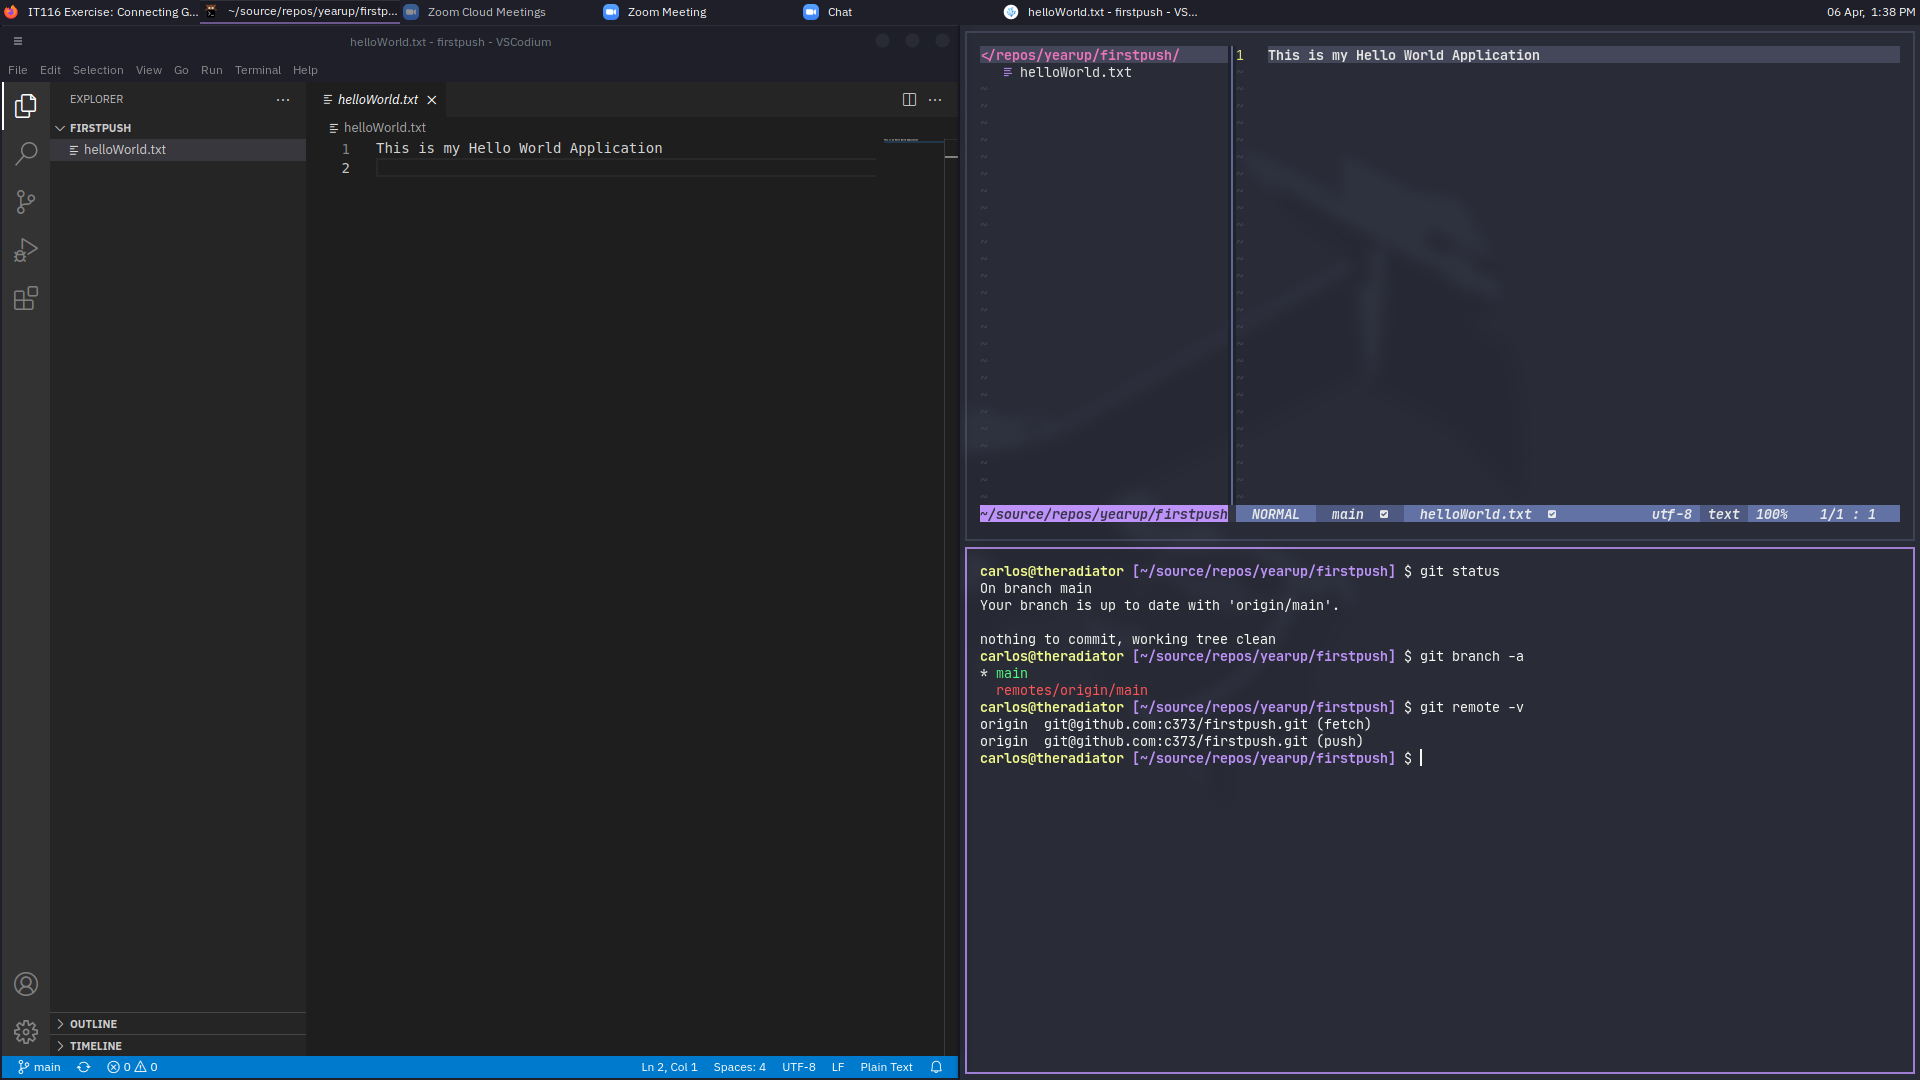 IT116 Exercise: Connecting G...
~/source/repos/yearup/firstp...
Zoom Cloud Meetings
Zoom Meeting
Chat
helloWorld.txt - firstpush - VS...
06 Apr, 1:38 PM
helloWorld.txt - firstpush - VSCodium
File Edit Selection View Go Run Terminal Help
EXPLORER
FIRSTPUSH
helloWorld.txt
helloWorld.txt
helloWorld.txt
1 This is my Hello World Application
2
OUTLINE
TIMELINE
main 0 0 Ln 2, Col 1 Spaces: 4 UTF-8 LF Plain Text
</repos/yearup/firstpush/
helloWorld.txt
1 This is my Hello World Application
~/source/repos/yearup/firstpush
NORMAL main helloWorld.txt utf-8 text 100% 1/1 : 1
carlos@theradiator [~/source/repos/yearup/firstpush] $ git status
On branch main
Your branch is up to date with 'origin/main'.
nothing to commit, working tree clean
carlos@theradiator [~/source/repos/yearup/firstpush] $ git branch -a
* main
remotes/origin/main
carlos@theradiator [~/source/repos/yearup/firstpush] $ git remote -v
origin git@github.com:c373/firstpush.git (fetch)
origin git@github.com:c373/firstpush.git (push)
carlos@theradiator [~/source/repos/yearup/firstpush] $